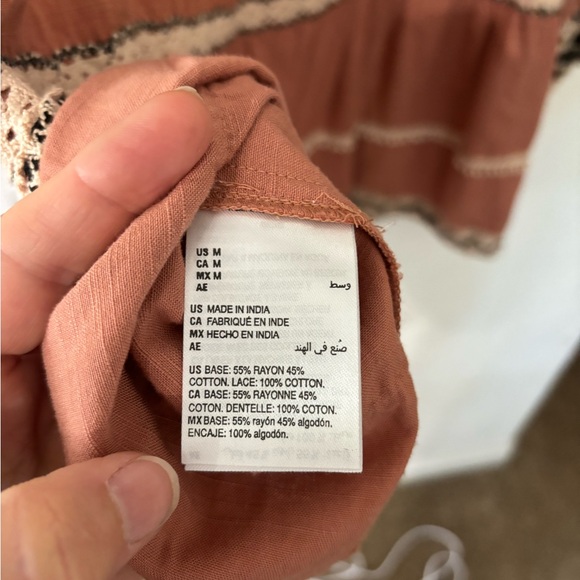 US M
CA M
MX M
AE وسط
US MADE IN INDIA
CA FABRIQUÉ EN INDE
MX HECHO EN INDIA
AE صُنع في الهند
US BASE: 55% RAYON 45%
COTTON. LACE: 100% COTTON.
CA BASE: 55% RAYONNE 45%
COTON. DENTELLE: 100% COTON.
MX BASE: 55% rayón 45% algodón.
ENCAJE: 100% algodón.